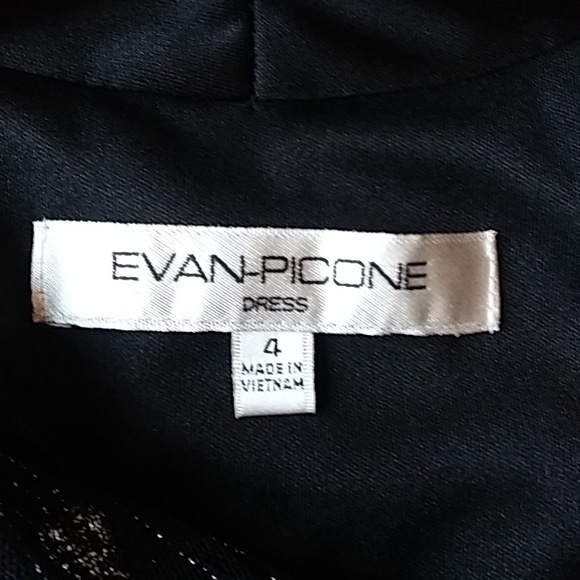 EVAN-PICONE
DRESS
4
MADE IN
VIETNAM